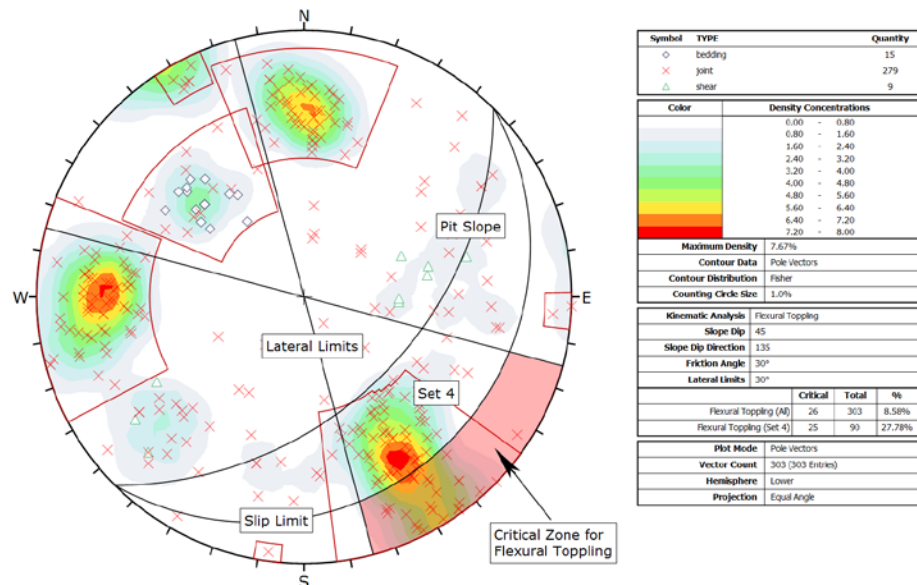 N
W
E
S
Pit Slope
Lateral Limits
Set 4
Slip Limit
Critical Zone for
Flexural Toppling
Symbol TYPE Quantity
bedding 15
joint 279
shear 9
Color Density Concentrations
0.00 - 0.80
0.80 - 1.60
1.60 - 2.40
2.40 - 3.20
3.20 - 4.00
4.00 - 4.80
4.80 - 5.60
5.60 - 6.40
6.40 - 7.20
7.20 - 8.00
Maximum Density 7.67%
Contour Data Pole Vectors
Contour Distribution Fisher
Counting Circle Size 1.0%
Kinematic Analysis Flexural Toppling
Slope Dip 45
Slope Dip Direction 135
Friction Angle 30°
Lateral Limits 30°
Critical Total %
Flexural Toppling (All) 26 303 8.58%
Flexural Toppling (Set 4) 25 90 27.78%
Plot Mode Pole Vectors
Vector Count 303 (303 Entries)
Hemisphere Lower
Projection Equal Angle